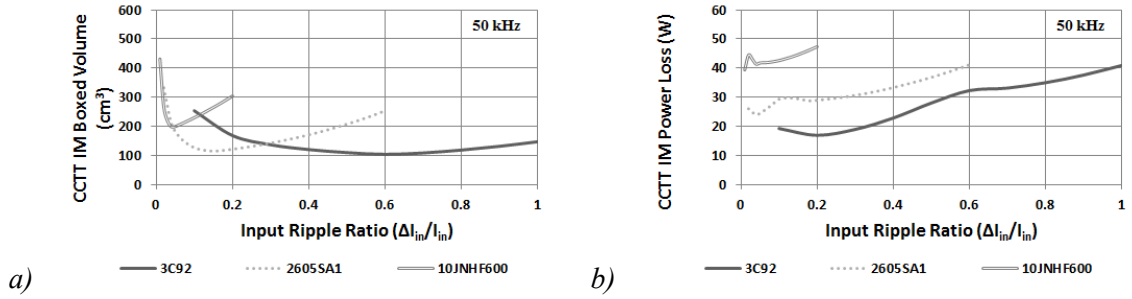 600
500
400
300
200
100
0
CCTT IM Boxed Volume
(cm³)
50 kHz
0 0.2 0.4 0.6 0.8 1
Input Ripple Ratio (ΔIin/Iin)
3C92 2605SA1 10JNHF600
a)
60
50
40
30
20
10
0
CCTT IM Power Loss (W)
50 kHz
0 0.2 0.4 0.6 0.8 1
Input Ripple Ratio (ΔIin/Iin)
3C92 2605SA1 10JNHF600
b)